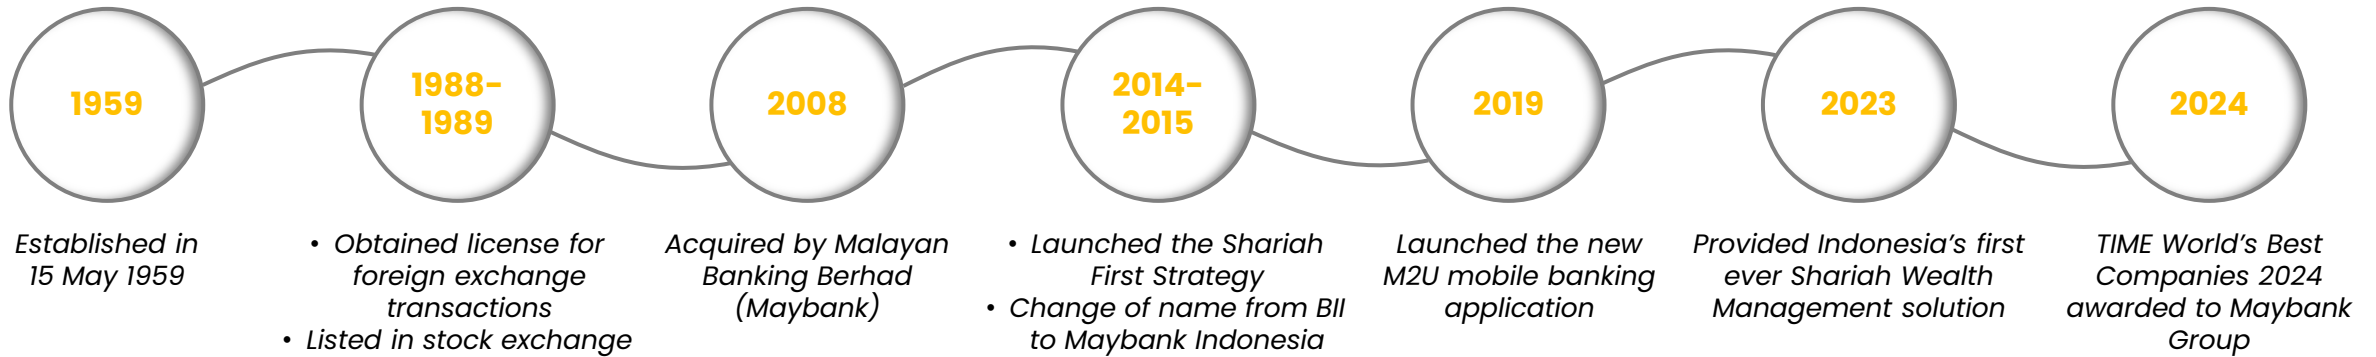 1959
Established in
15 May 1959
1988-
1989
• Obtained license for
foreign exchange
transactions
• Listed in stock exchange
2008
Acquired by Malayan
Banking Berhad
(Maybank)
2014-
2015
• Launched the Shariah
First Strategy
• Change of name from BII
to Maybank Indonesia
2019
Launched the new
M2U mobile banking
application
2023
Provided Indonesia’s first
ever Shariah Wealth
Management solution
2024
TIME World’s Best
Companies 2024
awarded to Maybank
Group